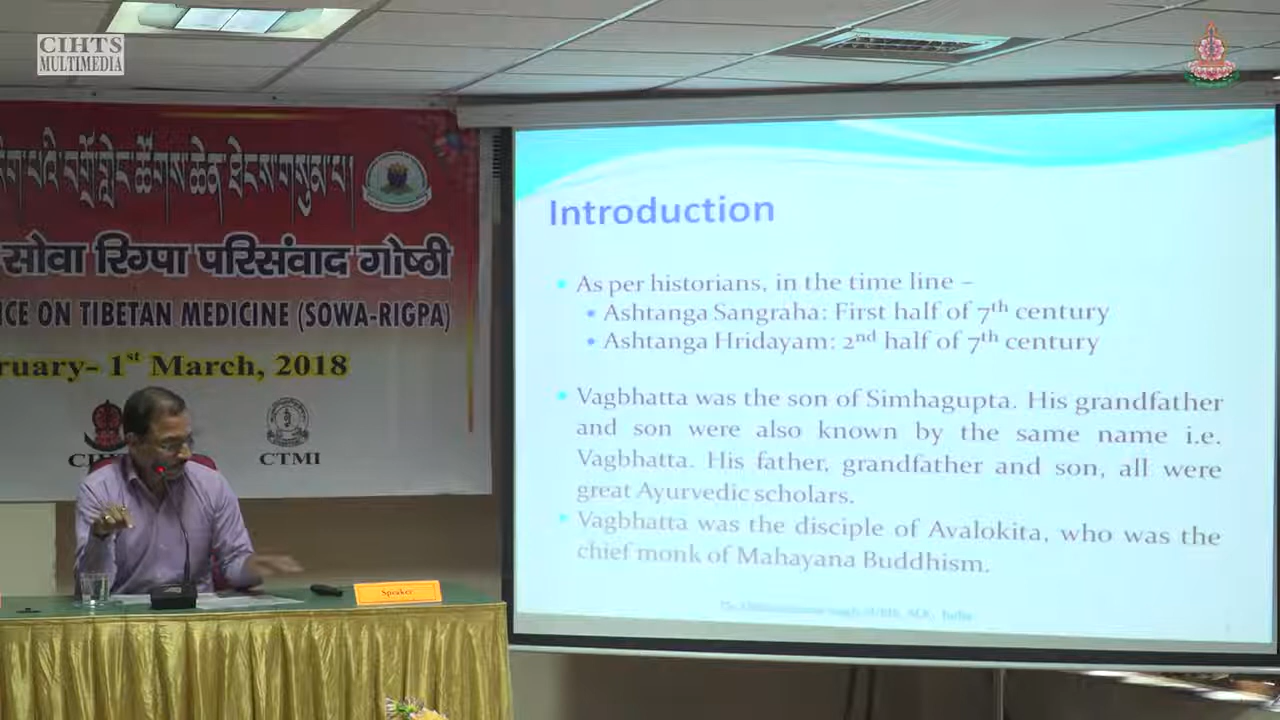 CIHTS
MULTIMEDIA
सोवा रिग्पा परिसंवाद गोष्ठी
ON TIBETAN MEDICINE (SOWA-RIGPA)
1st March, 2018
CTMI
Speaker
Introduction
• As per historians, in the time line –
• Ashtanga Sangraha: First half of 7th century
• Ashtanga Hridayam: 2nd half of 7th century
• Vagbhatta was the son of Simhagupta. His grandfather
and son were also known by the same name i.e.
Vagbhatta. His father, grandfather and son, all were
great Ayurvedic scholars.
• Vagbhatta was the disciple of Avalokita, who was the
chief monk of Mahayana Buddhism.
India